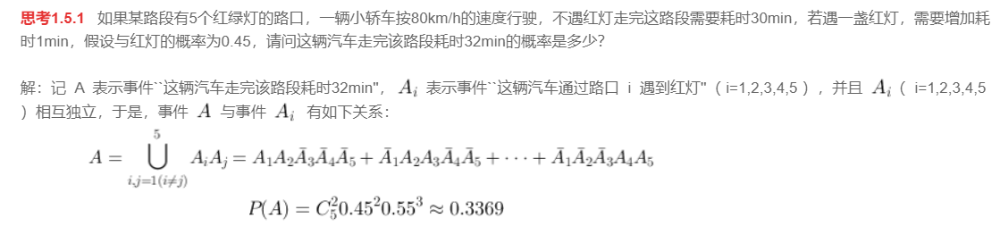 思考1.5.1 如果某路段有5个红绿灯的路口，一辆小轿车按80km/h的速度行驶，不遇红灯走完这路段需要耗时30min，若遇一盏红灯，需要增加耗
时1min，假设与红灯的概率为0.45，请问这辆汽车走完该路段耗时32min的概率是多少？
解：记 A 表示事件``这辆汽车走完该路段耗时32min''， $A_i$ 表示事件``这辆汽车通过路口 i 遇到红灯''（i=1,2,3,4,5），并且 $A_i$（ i=1,2,3,4,5
）相互独立，于是，事件 $A$ 与事件 $A_i$ 有如下关系：
$A = \bigcup_{i,j=1(i\neq j)}^{5} A_iA_j = A_1A_2\bar{A}_3\bar{A}_4\bar{A}_5 + \bar{A}_1A_2A_3\bar{A}_4\bar{A}_5 + \cdots + \bar{A}_1\bar{A}_2\bar{A}_3A_4A_5$
$P(A) = C_5^2 0.45^2 0.55^3 \approx 0.3369$